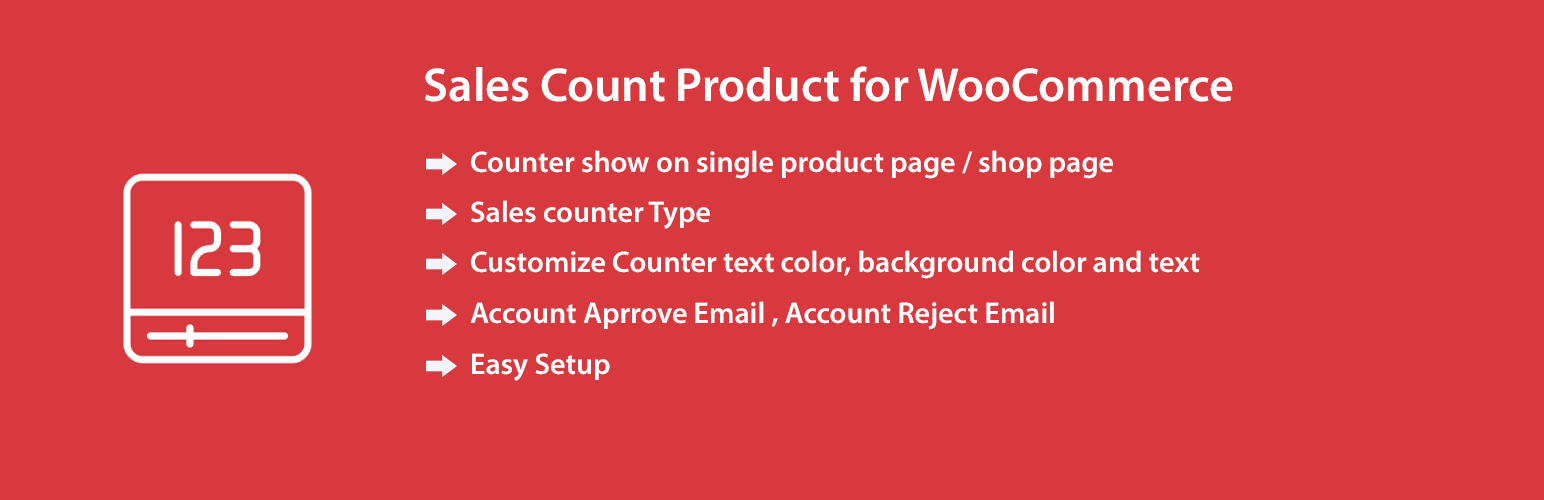 Sales Count Product for WooCommerce
Counter show on single product page / shop page
Sales counter Type
123
Customize Counter text color, background color and text
Account Aprrove Email , Account Reject Email
Easy Setup